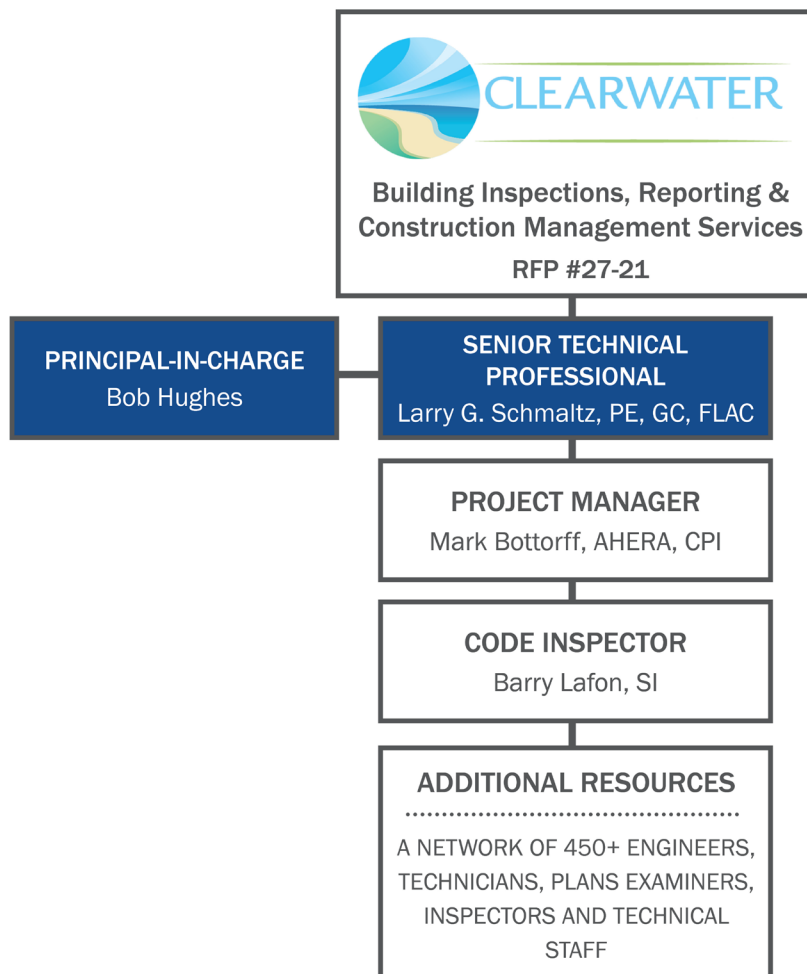 CLEARWATER
Building Inspections, Reporting &
Construction Management Services
RFP #27-21
PRINCIPAL-IN-CHARGE
Bob Hughes
SENIOR TECHNICAL
PROFESSIONAL
Larry G. Schmaltz, PE, GC, FLAC
PROJECT MANAGER
Mark Bottorff, AHERA, CPI
CODE INSPECTOR
Barry Lafon, SI
ADDITIONAL RESOURCES
A NETWORK OF 450+ ENGINEERS,
TECHNICIANS, PLANS EXAMINERS,
INSPECTORS AND TECHNICAL
STAFF